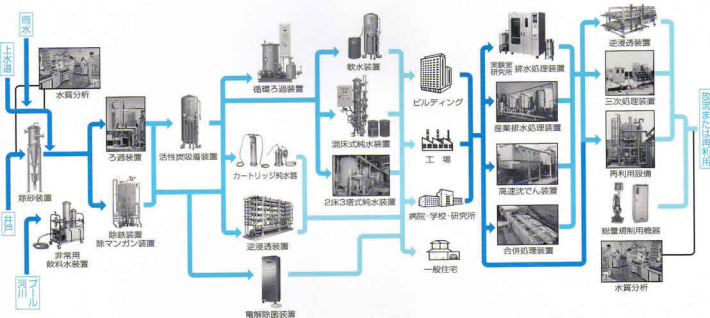 雨水
上水道
水質分析
除砂装置
井戸
非常用
飲料水装置
プール
河川
ろ過装置
除鉄装置
除マンガン装置
活性炭吸着装置
循環ろ過装置
カートリッジ純水器
逆浸透装置
電解除菌装置
軟水装置
混床式純水装置
2床3塔式純水装置
ビルディング
工場
病院・学校・研究所
一般住宅
実験室
研究所
排水処理装置
産業排水処理装置
高速沈でん装置
合併処理装置
逆浸透装置
三次処理装置
再利用設備
総量規制用機器
水質分析
放流または再利用